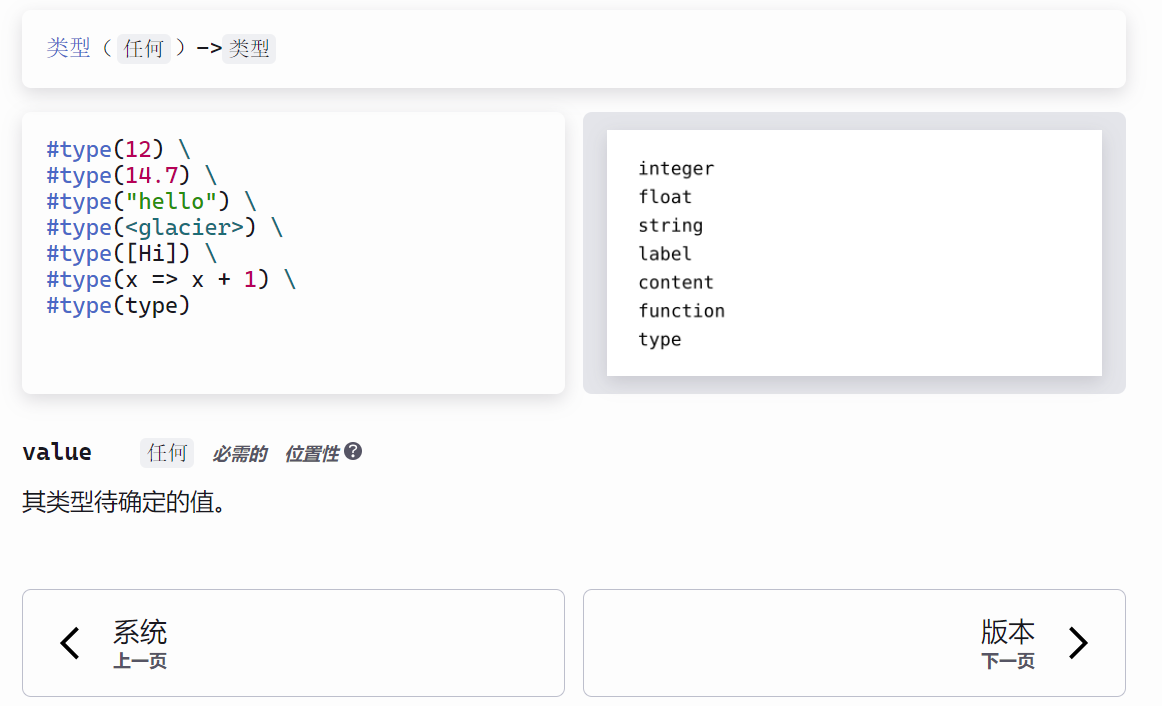 类型（任何）->类型
#type(12) \
#type(14.7) \
#type("hello") \
#type(<glacier>) \
#type([Hi]) \
#type(x => x + 1) \
#type(type)
integer
float
string
label
content
function
type
value 任何 必需的 位置性?
其类型待确定的值。
系统
上一页
版本
下一页